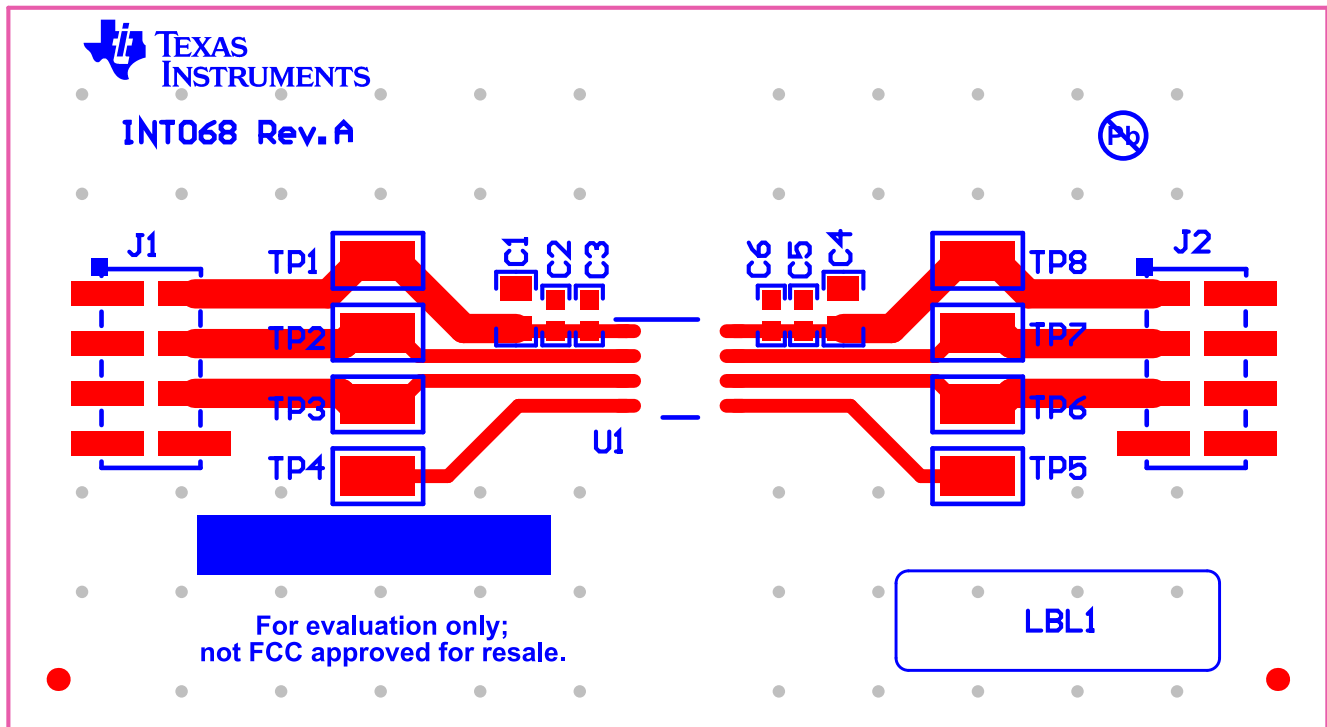 TEXAS
INSTRUMENTS
INT068 Rev.A
Pb
J1
TP1
C1
C2
C3
C6
C5
C4
TP8
J2
TP2
TP7
TP3
TP6
U1
TP4
TP5
For evaluation only;
not FCC approved for resale.
LBL1